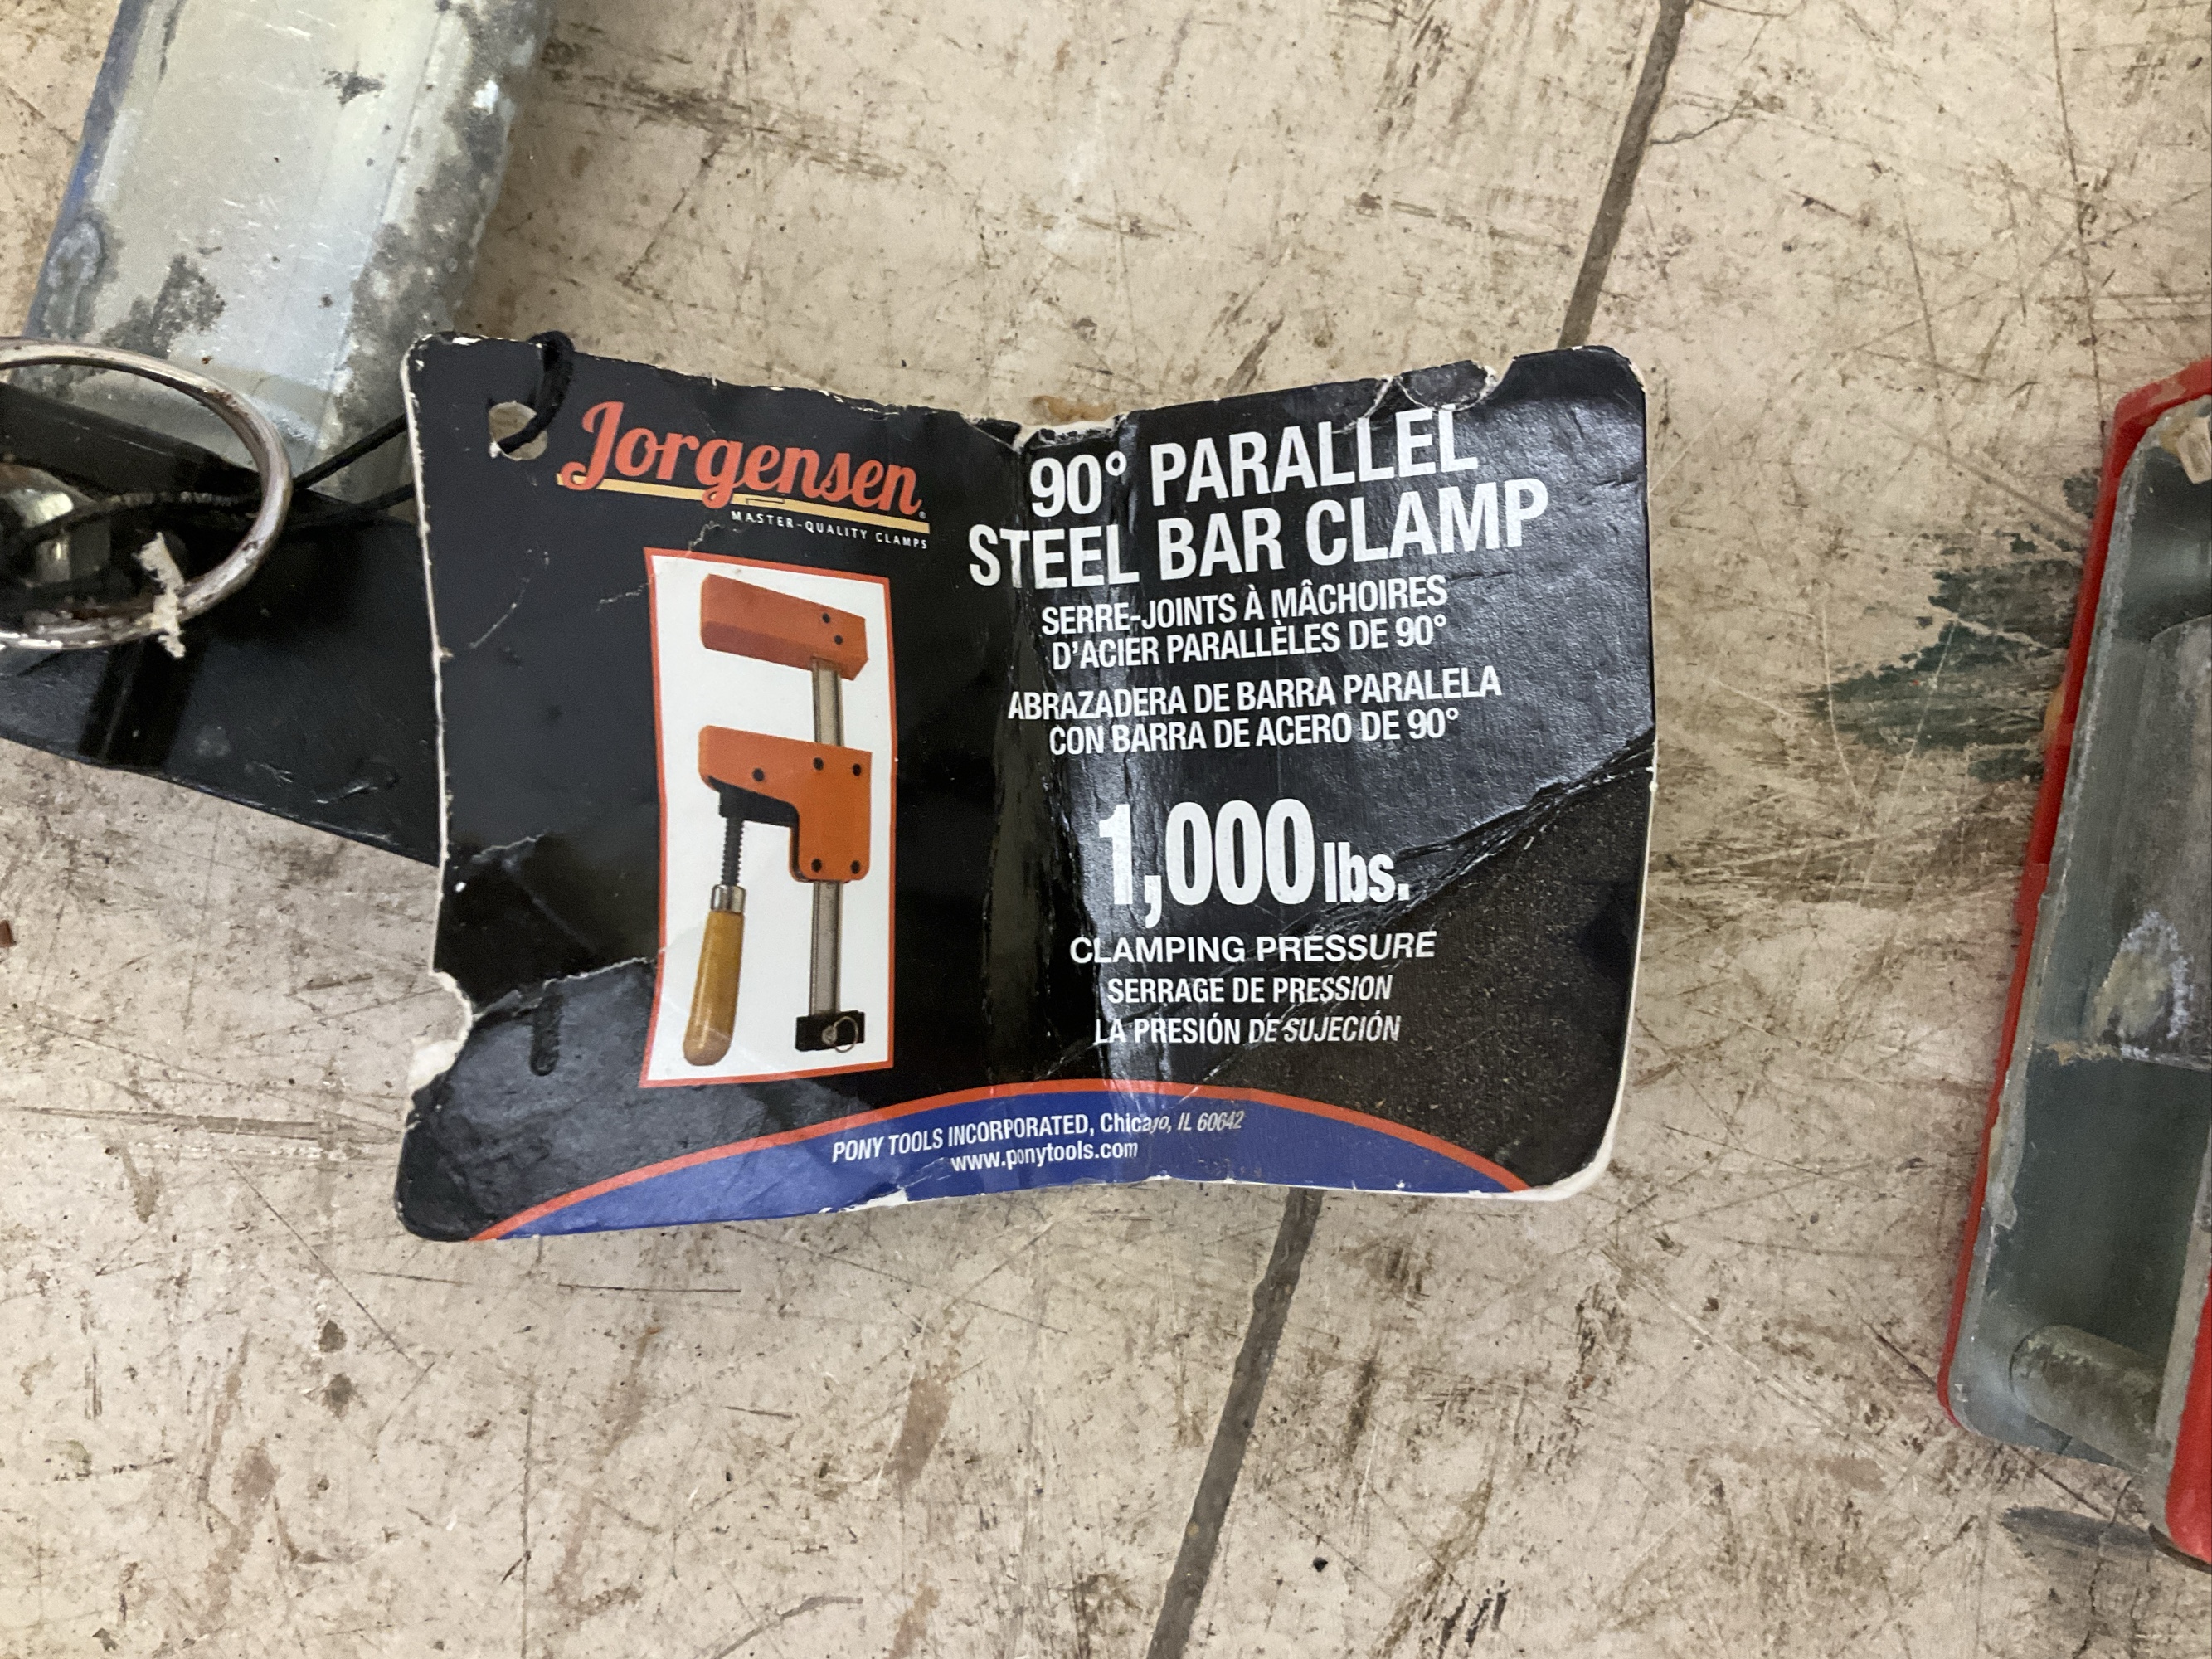 Jorgensen®
MASTER-QUALITY CLAMPS
90° PARALLEL
STEEL BAR CLAMP
SERRE-JOINTS À MÂCHOIRES
D'ACIER PARALLÈLES DE 90°
ABRAZADERA DE BARRA PARALELA
CON BARRA DE ACERO DE 90°
1,000 lbs.
CLAMPING PRESSURE
SERRAGE DE PRESSION
LA PRESIÓN DE SUJECIÓN
PONY TOOLS INCORPORATED, Chicago, IL 60642
www.ponytools.com